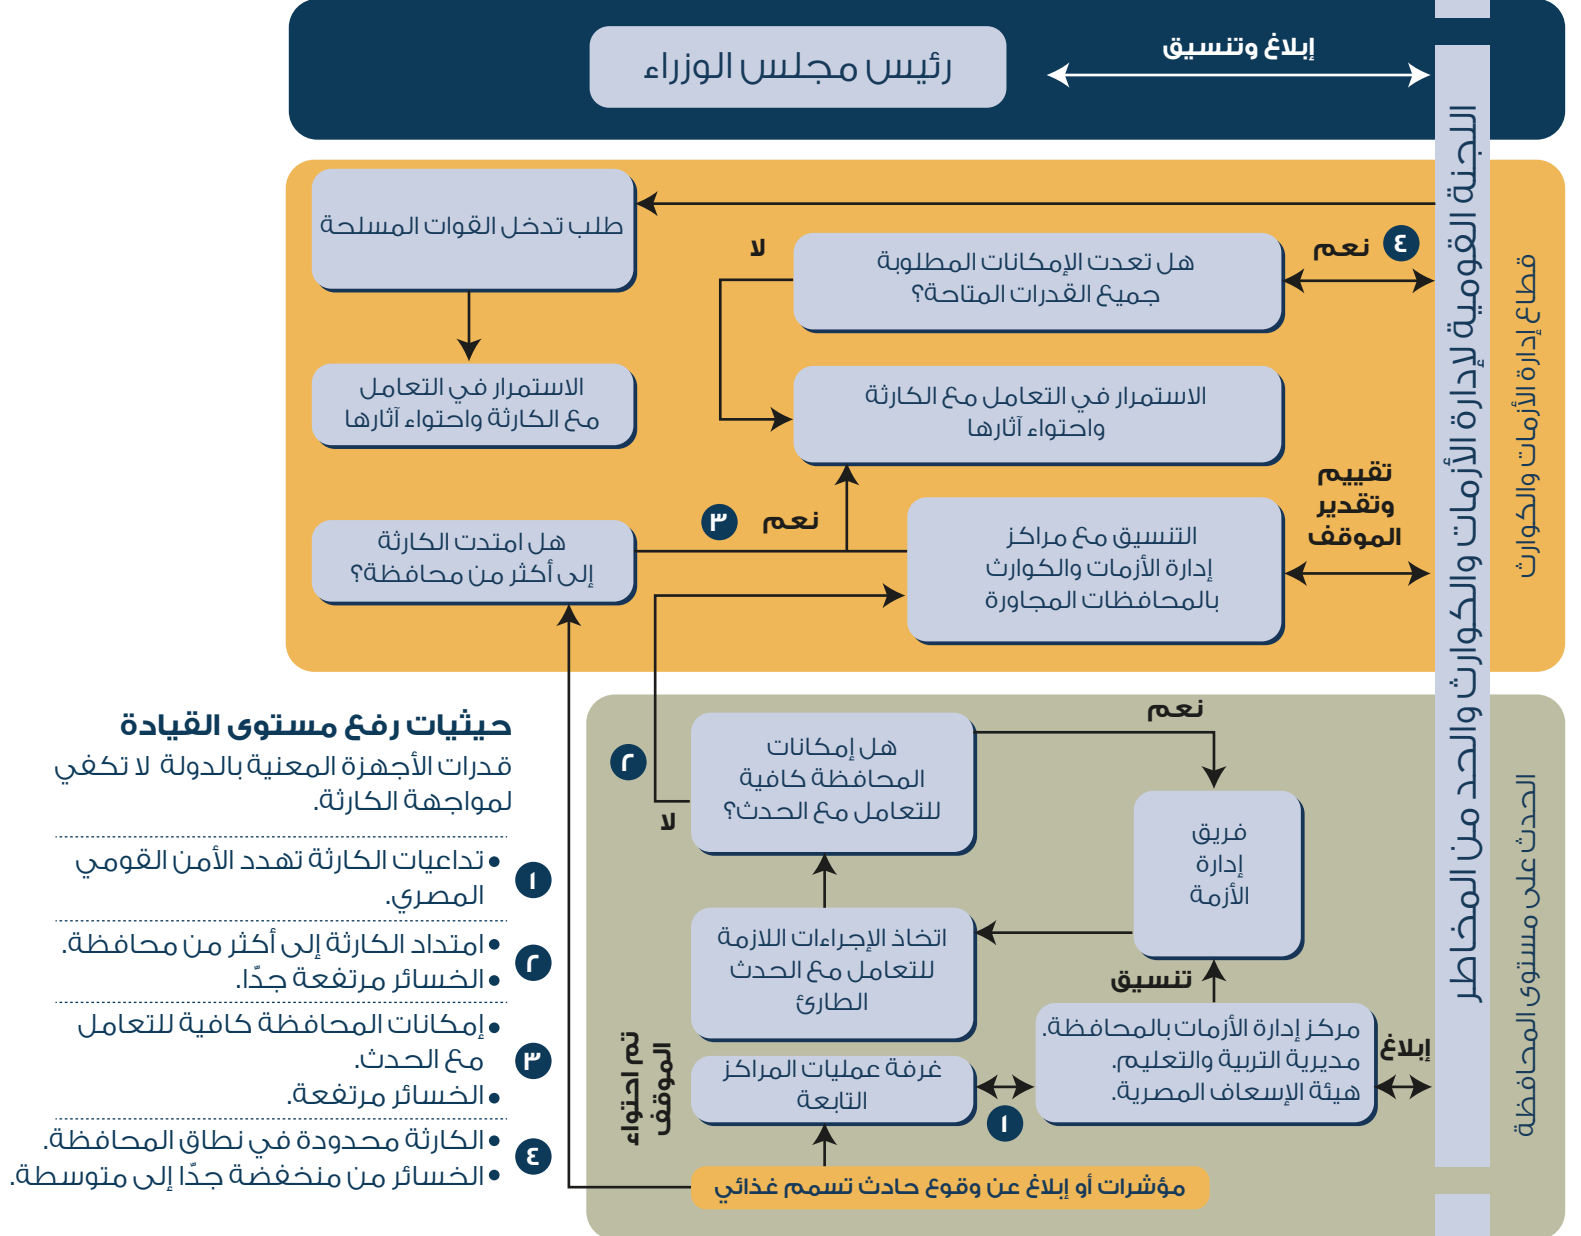 إبلاغ وتنسيق
رئيس مجلس الوزراء
اللجنة القومية لإدارة الأزمات والكوارث والحد من المخاطر
قطاع إدارة الأزمات والكوارث
طلب تدخل القوات المسلحة
٤
نعم
هل تعدت الإمكانات المطلوبة
جميع القدرات المتاحة؟
لا
الاستمرار في التعامل
مع الكارثة واحتواء آثارها
الاستمرار في التعامل مع الكارثة
واحتواء آثارها
تقييم
وتقدير
الموقف
نعم
٣
التنسيق مع مراكز
إدارة الأزمات والكوارث
بالمحافظات المجاورة
هل امتدت الكارثة
إلى أكثر من محافظة؟
الحدث على مستوى المحافظة
نعم
هل إمكانات
المحافظة كافية
للتعامل مع الحدث؟
٢
لا
فريق
إدارة
الأزمة
اتخاذ الإجراءات اللازمة
للتعامل مع الحدث
الطارئ
تنسيق
إبلاغ
مركز إدارة الأزمات بالمحافظة.
مديرية التربية والتعليم.
هيئة الإسعاف المصرية.
١
غرفة عمليات المراكز
التابعة
تم احتواء
الموقف
مؤشرات أو إبلاغ عن وقوع حادث تسمم غذائي
حيثيات رفع مستوى القيادة
قدرات الأجهزة المعنية بالدولة لا تكفي
لمواجهة الكارثة.
١
• تداعيات الكارثة تهدد الأمن القومي
المصري.
٢
• امتداد الكارثة إلى أكثر من محافظة.
• الخسائر مرتفعة جدًا.
٣
• إمكانات المحافظة كافية للتعامل
مع الحدث.
• الخسائر مرتفعة.
٤
• الكارثة محدودة في نطاق المحافظة.
• الخسائر من منخفضة جدًا إلى متوسطة.